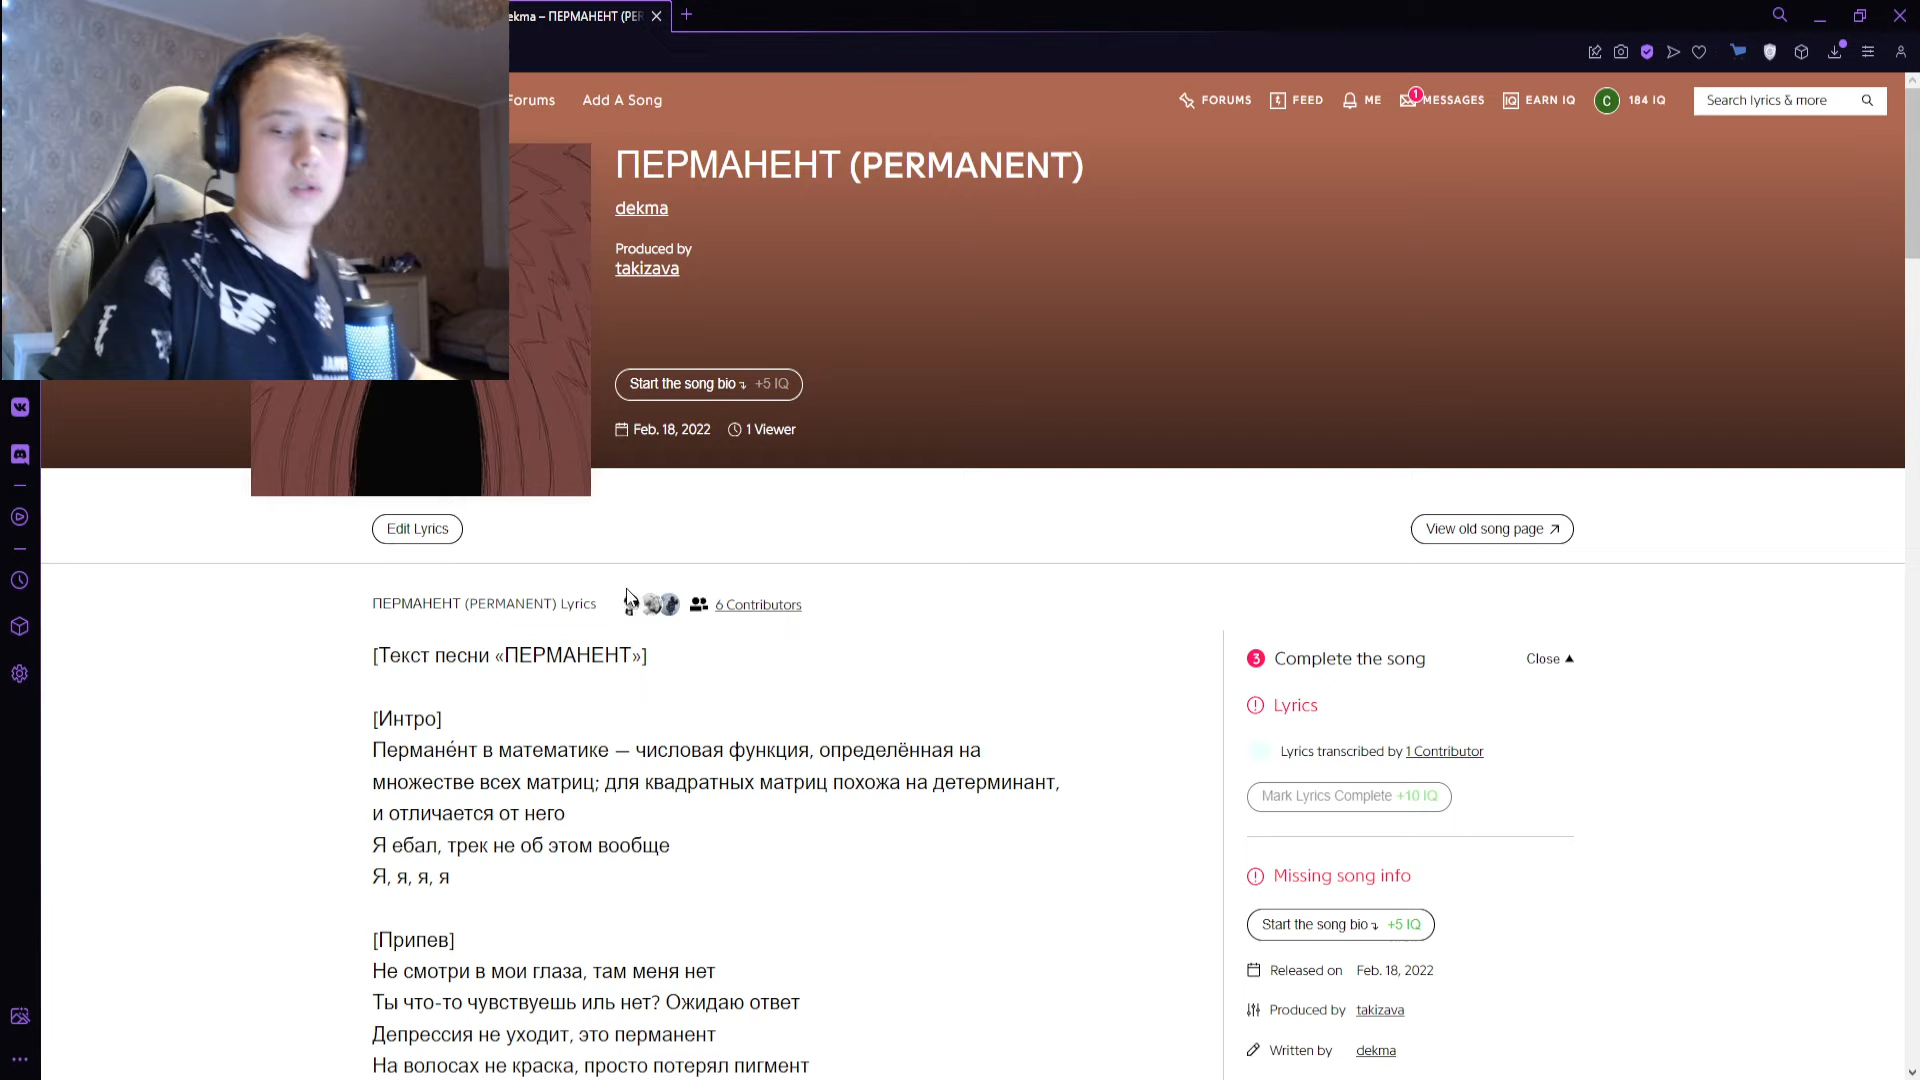 ekma – ПЕРМАНЕНТ (PER
Forums
Add A Song
FORUMS
FEED
ME
1
MESSAGES
EARN IQ
C
184 IQ
Search lyrics & more
ПЕРМАНЕНТ (PERMANENT)
dekma
Produced by
takizava
Start the song bio +5 IQ
Feb. 18, 2022
1 Viewer
Edit Lyrics
View old song page
ПЕРМАНЕНТ (PERMANENT) Lyrics
6 Contributors
[Текст песни «ПЕРМАНЕНТ»]
[Интро]
Пермане́нт в математике — числовая функция, определённая на
множестве всех матриц; для квадратных матриц похожа на детерминант,
и отличается от него
Я ебал, трек не об этом вообще
Я, я, я, я
[Припев]
Не смотри в мои глаза, там меня нет
Ты что-то чувствуешь иль нет? Ожидаю ответ
Депрессия не уходит, это перманент
На волосах не краска, просто потерял пигмент
3 Complete the song
Close
Lyrics
Lyrics transcribed by 1 Contributor
Mark Lyrics Complete +10 IQ
Missing song info
Start the song bio +5 IQ
Released on Feb. 18, 2022
Produced by takizava
Written by dekma